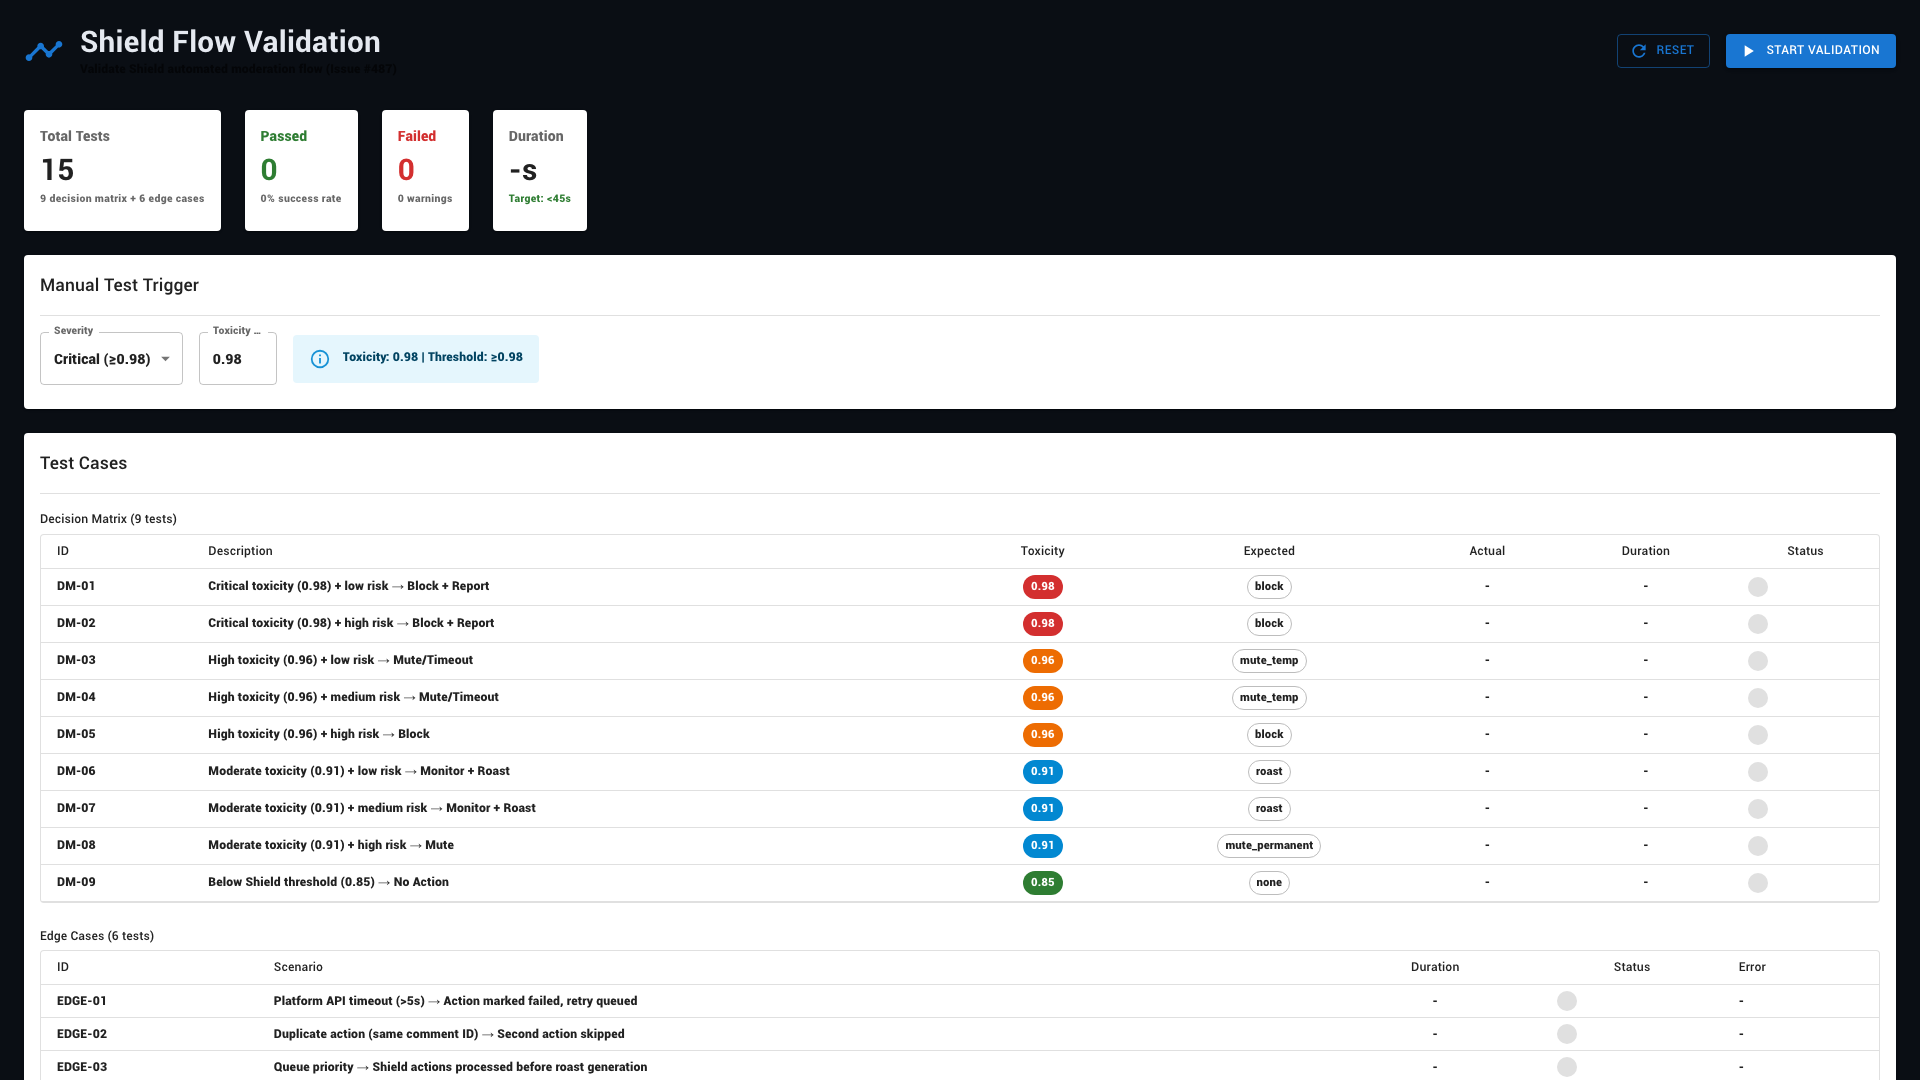 Shield Flow Validation
Validate Shield automated moderation flow (Issue #487)
RESET
START VALIDATION
Total Tests
15
9 decision matrix + 6 edge cases
Passed
0
0% success rate
Failed
0
0 warnings
Duration
-s
Target: <45s
Manual Test Trigger
Severity
Critical (≥0.98)
Toxicity ...
0.98
Toxicity: 0.98 | Threshold: ≥0.98
Test Cases
Decision Matrix (9 tests)
ID Description Toxicity Expected Actual Duration Status
DM-01 Critical toxicity (0.98) + low risk → Block + Report 0.98 block - -
DM-02 Critical toxicity (0.98) + high risk → Block + Report 0.98 block - -
DM-03 High toxicity (0.96) + low risk → Mute/Timeout 0.96 mute_temp - -
DM-04 High toxicity (0.96) + medium risk → Mute/Timeout 0.96 mute_temp - -
DM-05 High toxicity (0.96) + high risk → Block 0.96 block - -
DM-06 Moderate toxicity (0.91) + low risk → Monitor + Roast 0.91 roast - -
DM-07 Moderate toxicity (0.91) + medium risk → Monitor + Roast 0.91 roast - -
DM-08 Moderate toxicity (0.91) + high risk → Mute 0.91 mute_permanent - -
DM-09 Below Shield threshold (0.85) → No Action 0.85 none - -
Edge Cases (6 tests)
ID Scenario Duration Status Error
EDGE-01 Platform API timeout (>5s) → Action marked failed, retry queued - -
EDGE-02 Duplicate action (same comment ID) → Second action skipped - -
EDGE-03 Queue priority → Shield actions processed before roast generation - -